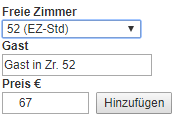 Freie Zimmer
52 (EZ-Std)
Gast
Gast in Zr. 52
Preis €
67 Hinzufügen